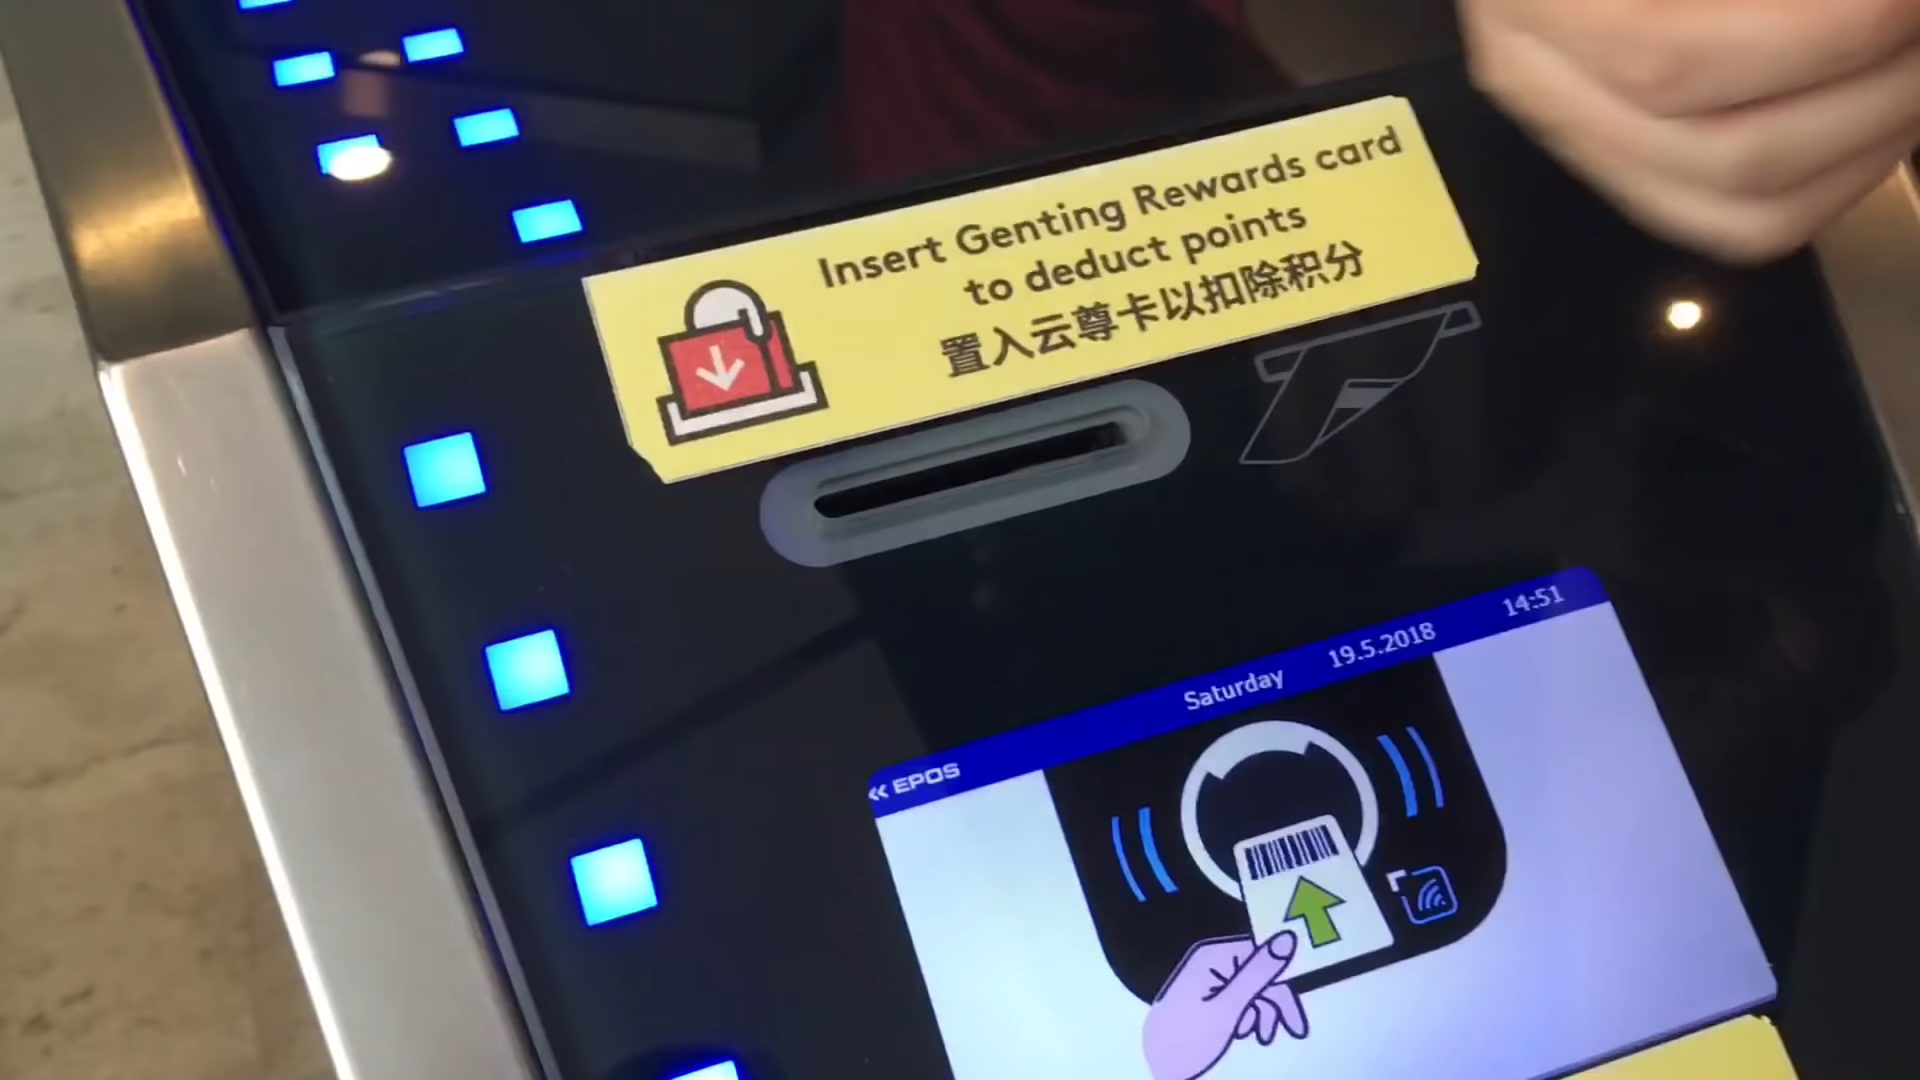 Insert Genting Rewards card
to deduct points
置入云尊卡以扣除积分
« EPOS Saturday 19.5.2018 14:51